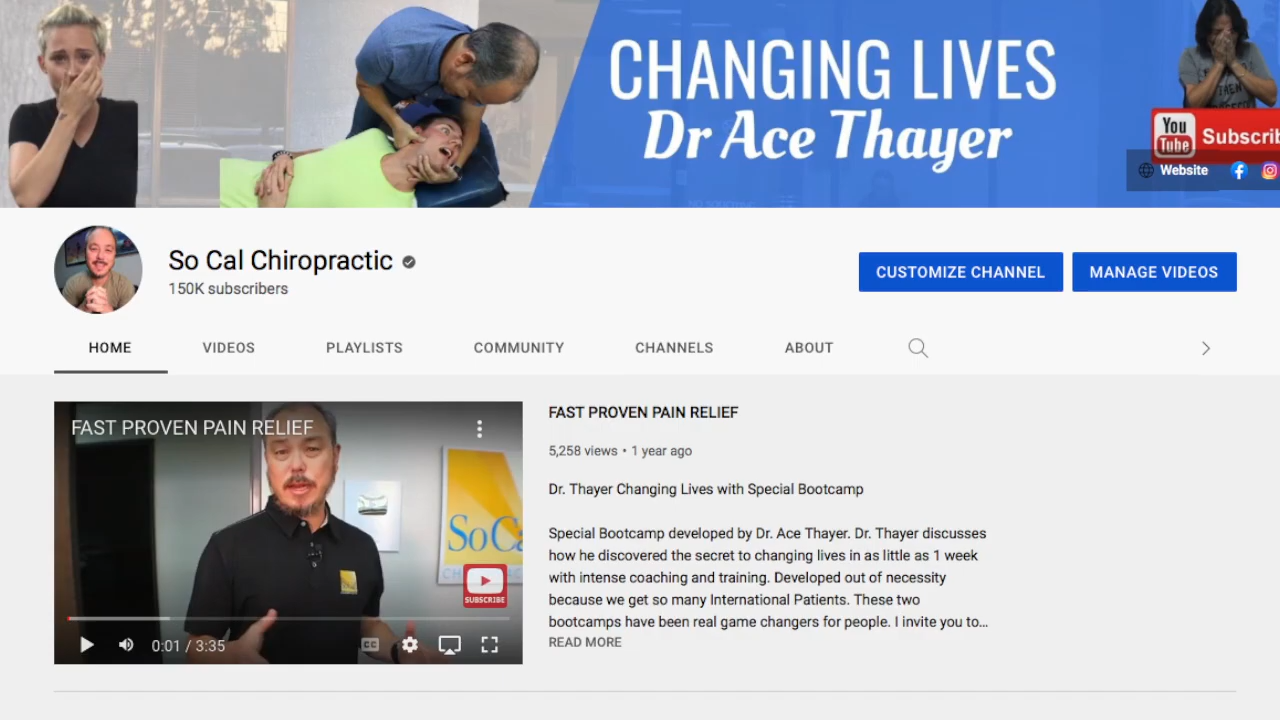 CHANGING LIVES
Dr Ace Thayer
You
Tube
Subscrib
Website
So Cal Chiropractic
150K subscribers
CUSTOMIZE CHANNEL
MANAGE VIDEOS
HOME
VIDEOS
PLAYLISTS
COMMUNITY
CHANNELS
ABOUT
FAST PROVEN PAIN RELIEF
SoCa
SUBSCRIBE
CC
0:01 / 3:35
FAST PROVEN PAIN RELIEF
5,258 views • 1 year ago
Dr. Thayer Changing Lives with Special Bootcamp
Special Bootcamp developed by Dr. Ace Thayer. Dr. Thayer discusses
how he discovered the secret to changing lives in as little as 1 week
with intense coaching and training. Developed out of necessity
because we get so many International Patients. These two
bootcamps have been real game changers for people. I invite you to…
READ MORE